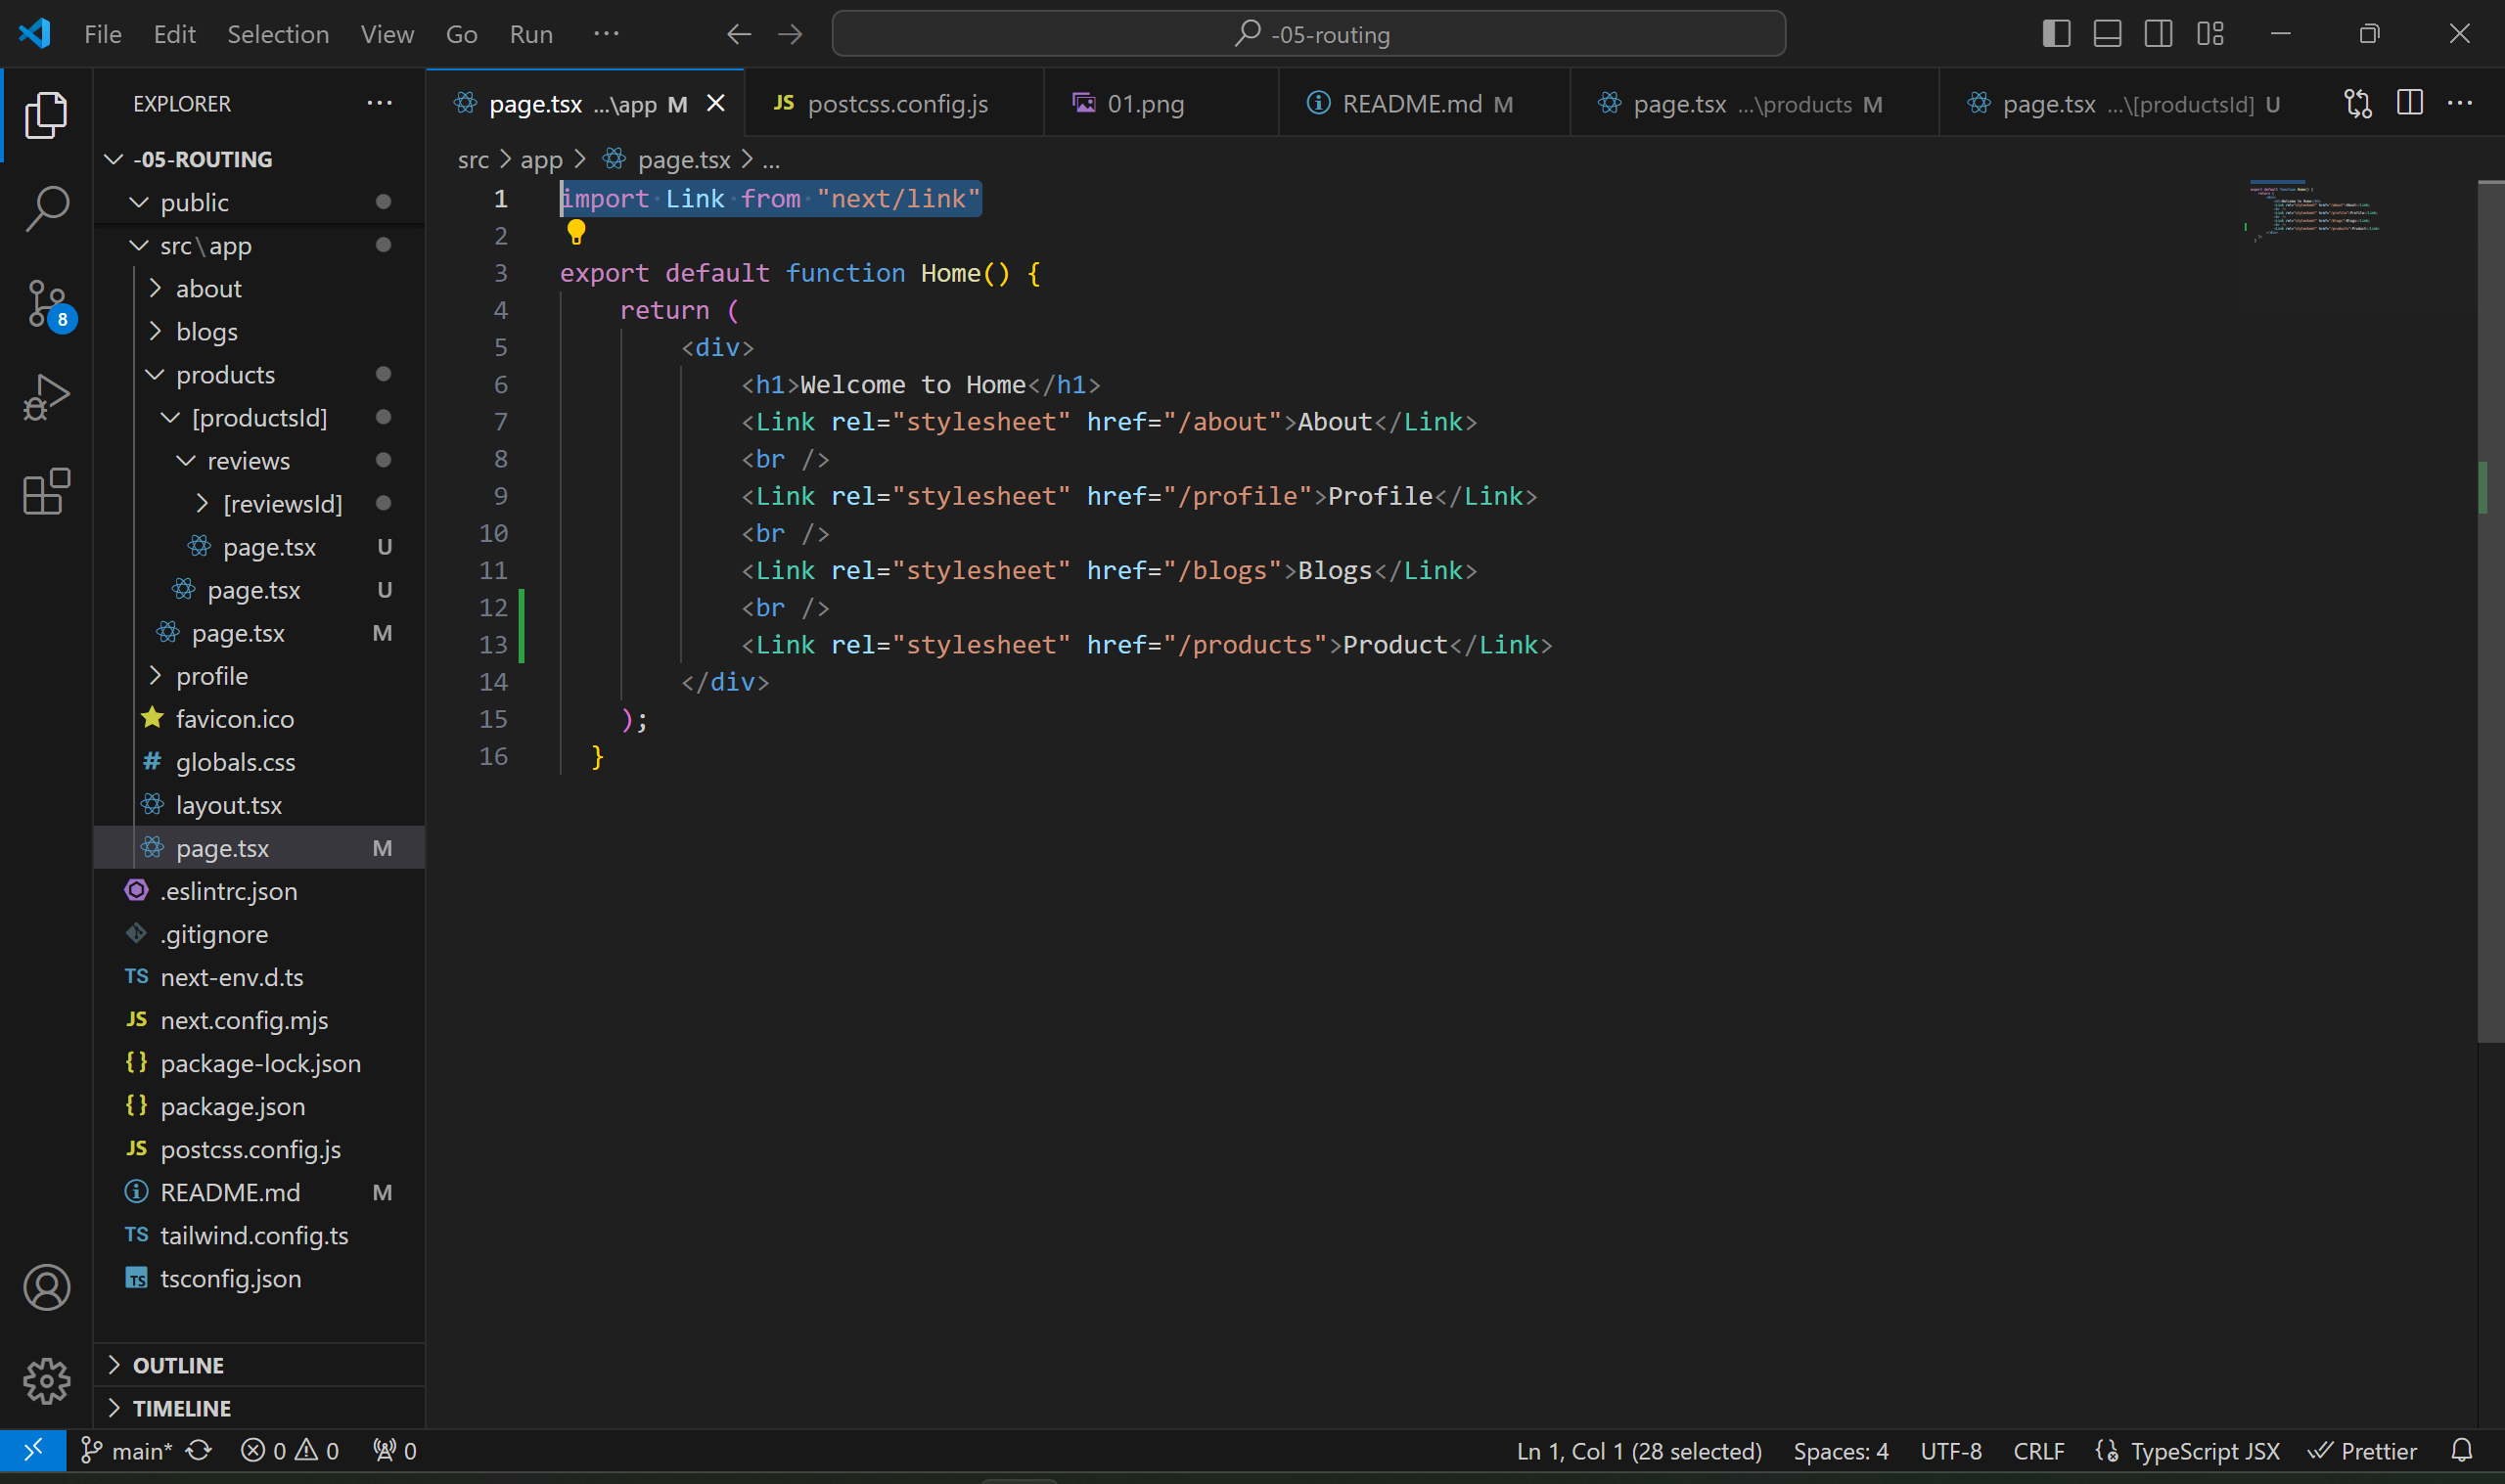 File Edit Selection View Go Run ··· -05-routing
EXPLORER ···
-05-ROUTING
public
src\app
about
blogs
products
[productsId]
reviews
[reviewsId]
page.tsx U
page.tsx U
page.tsx M
profile
favicon.ico
# globals.css
layout.tsx
page.tsx M
.eslintrc.json
.gitignore
TS next-env.d.ts
JS next.config.mjs
{} package-lock.json
{} package.json
JS postcss.config.js
README.md M
TS tailwind.config.ts
TS tsconfig.json
OUTLINE
TIMELINE
8
page.tsx ...\app M JS postcss.config.js 01.png README.md M page.tsx ...\products M page.tsx ...\[productsId] U
src > app > page.tsx > ...
1 import Link from "next/link"
2
3 export default function Home() {
4 return (
5 <div>
6 <h1>Welcome to Home</h1>
7 <Link rel="stylesheet" href="/about">About</Link>
8 <br />
9 <Link rel="stylesheet" href="/profile">Profile</Link>
10 <br />
11 <Link rel="stylesheet" href="/blogs">Blogs</Link>
12 <br />
13 <Link rel="stylesheet" href="/products">Product</Link>
14 </div>
15 );
16 }
main* 0 0 0 Ln 1, Col 1 (28 selected) Spaces: 4 UTF-8 CRLF TypeScript JSX Prettier